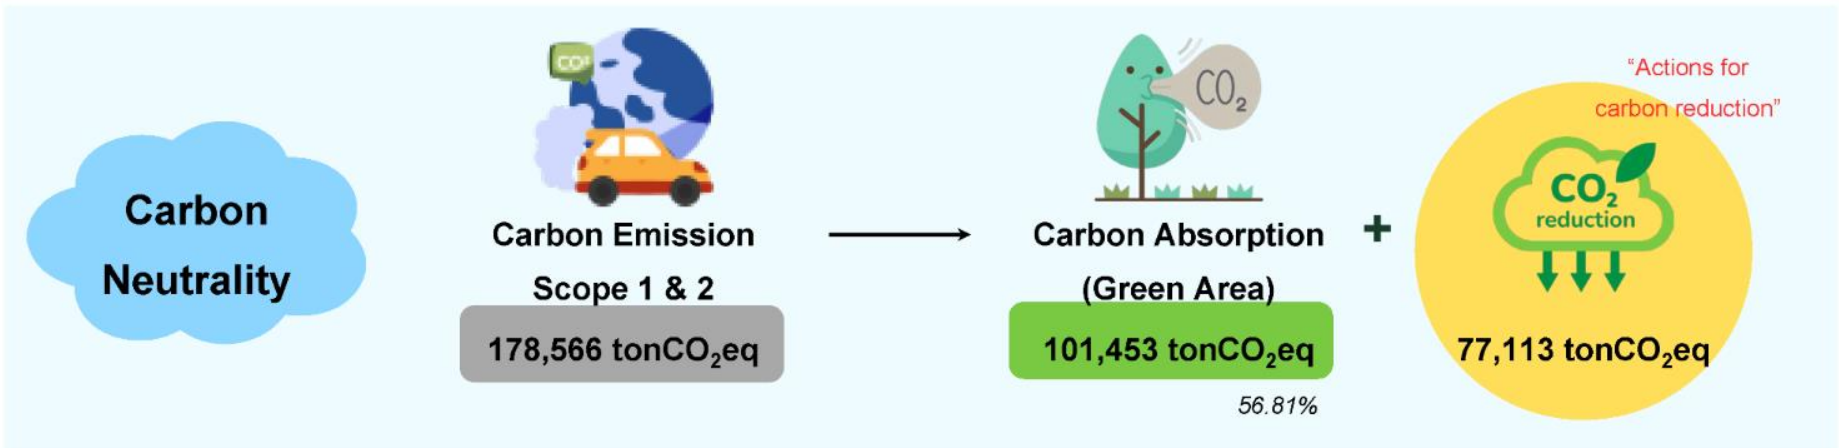 Carbon
Neutrality
CO²
Carbon Emission
Scope 1 & 2
178,566 tonCO₂eq
CO₂
Carbon Absorption
(Green Area)
101,453 tonCO₂eq
56.81%
+
"Actions for
carbon reduction"
CO₂
reduction
77,113 tonCO₂eq